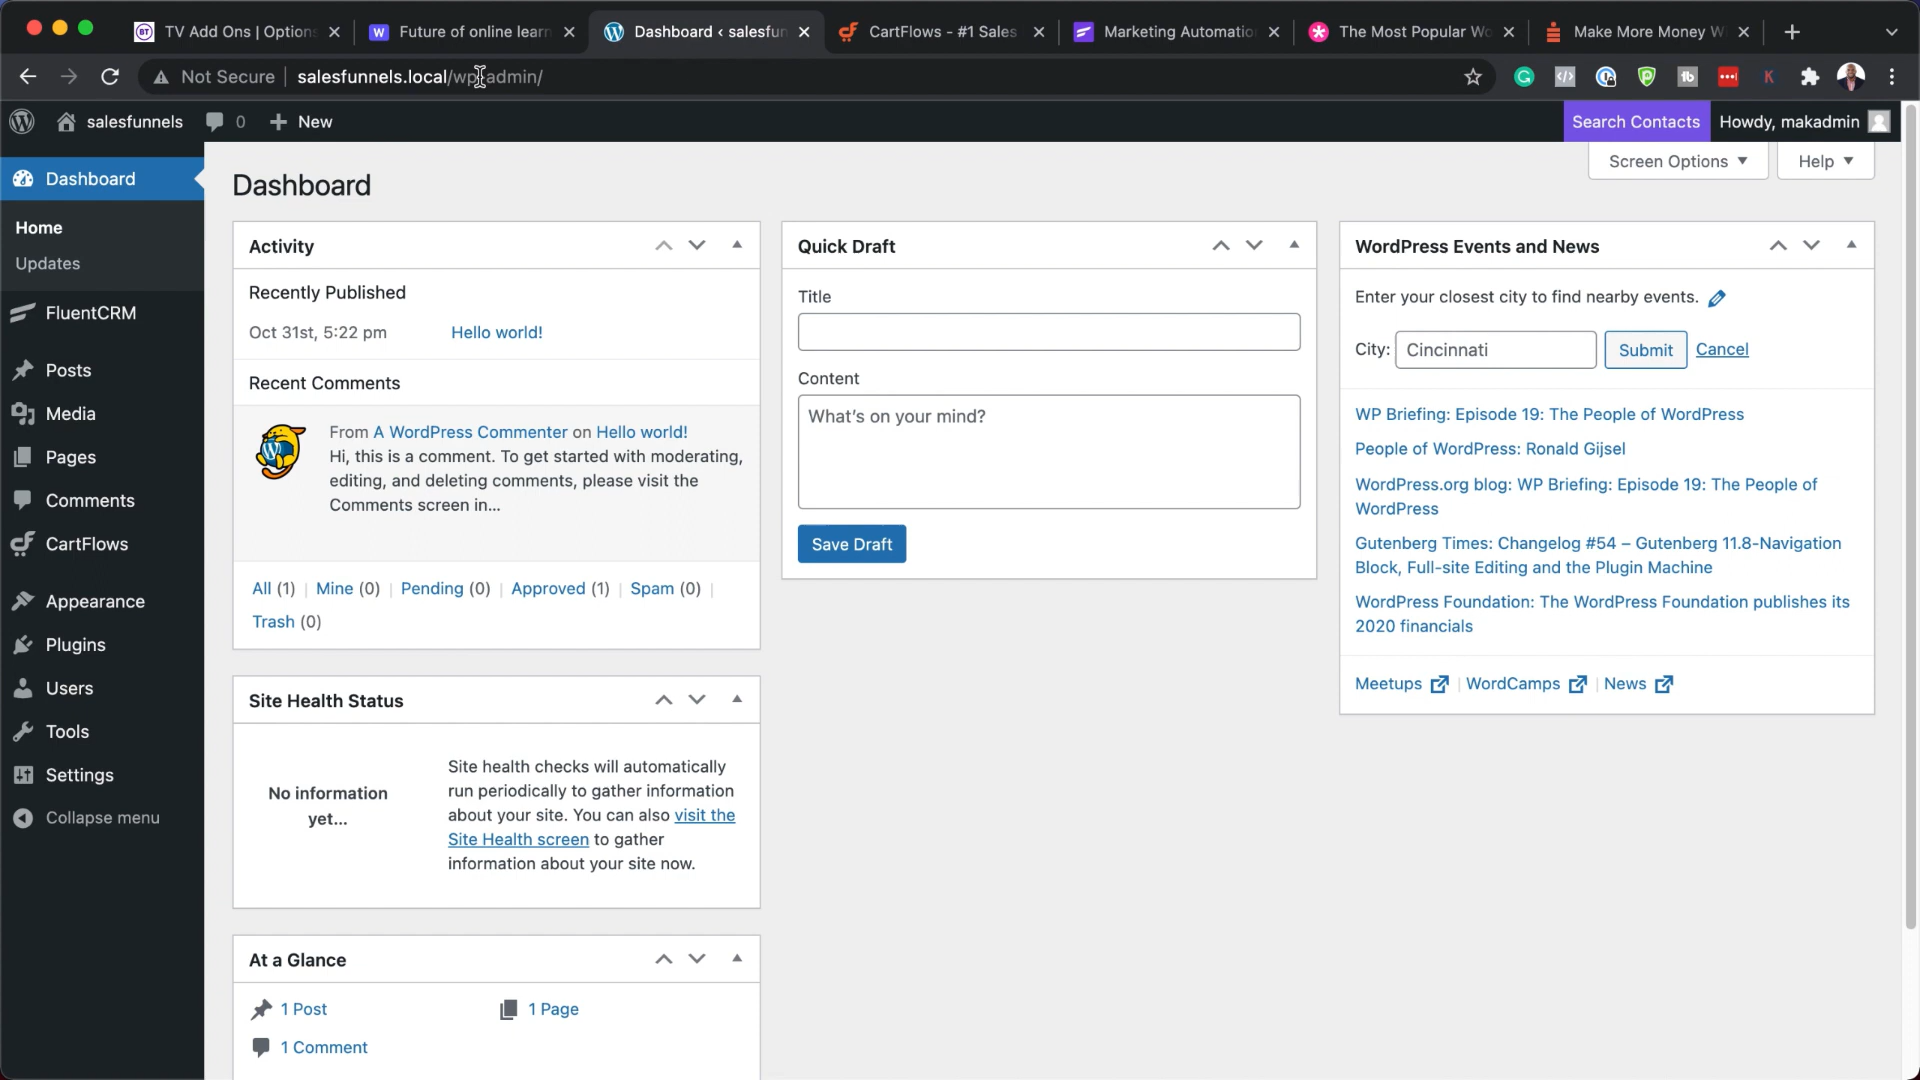 TV Add Ons | Options
Future of online learn
Dashboard ‹ salesfun
CartFlows - #1 Sales
Marketing Automatio
The Most Popular Wo
Make More Money W
Not Secure
salesfunnels.local/wp-admin/
salesfunnels
0
New
Search Contacts
Howdy, makadmin
Dashboard
Home
Updates
FluentCRM
Posts
Media
Pages
Comments
CartFlows
Appearance
Plugins
Users
Tools
Settings
Collapse menu
Screen Options
Help
Dashboard
Activity
Recently Published
Oct 31st, 5:22 pm Hello world!
Recent Comments
From A WordPress Commenter on Hello world!
Hi, this is a comment. To get started with moderating,
editing, and deleting comments, please visit the
Comments screen in…
All (1) | Mine (0) | Pending (0) | Approved (1) | Spam (0) |
Trash (0)
Site Health Status
No information
yet…
Site health checks will automatically
run periodically to gather information
about your site. You can also visit the
Site Health screen to gather
information about your site now.
At a Glance
1 Post
1 Page
1 Comment
Quick Draft
Title
Content
What's on your mind?
Save Draft
WordPress Events and News
Enter your closest city to find nearby events.
City: Cincinnati Submit Cancel
WP Briefing: Episode 19: The People of WordPress
People of WordPress: Ronald Gijsel
WordPress.org blog: WP Briefing: Episode 19: The People of
WordPress
Gutenberg Times: Changelog #54 – Gutenberg 11.8-Navigation
Block, Full-site Editing and the Plugin Machine
WordPress Foundation: The WordPress Foundation publishes its
2020 financials
Meetups | WordCamps | News